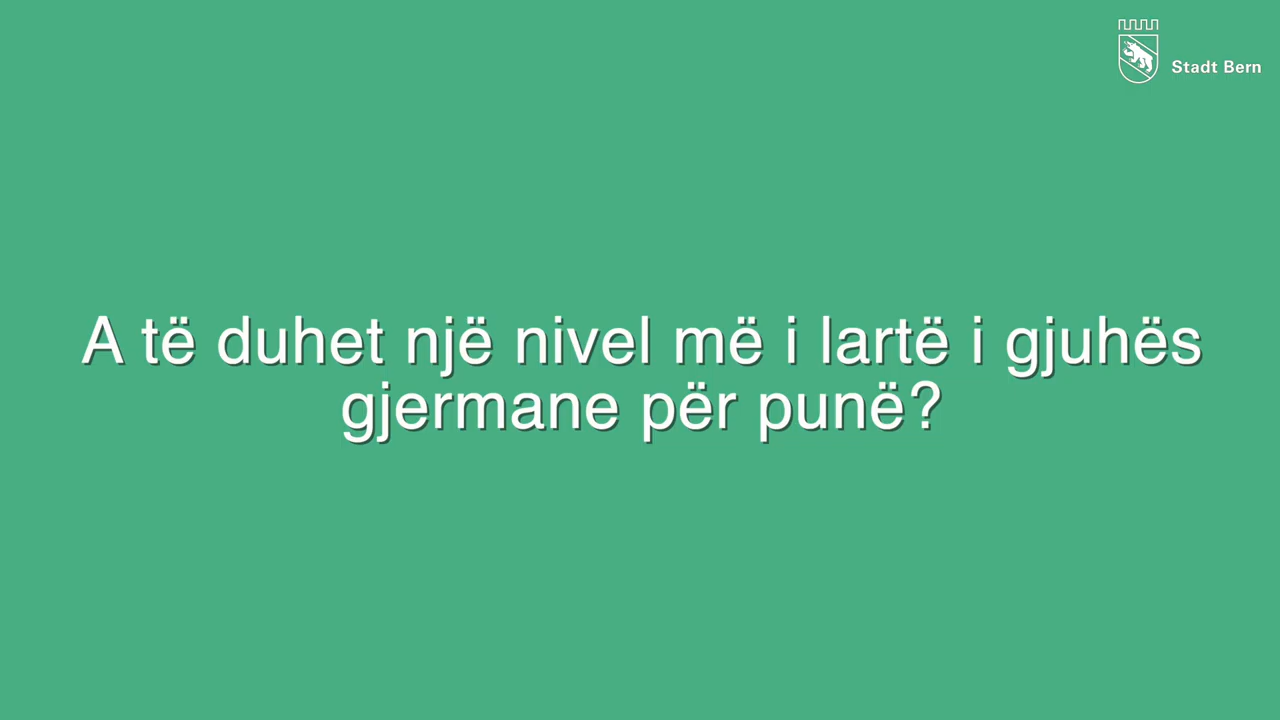 Stadt Bern
A të duhet një nivel më i lartë i gjuhës
gjermane për punë?